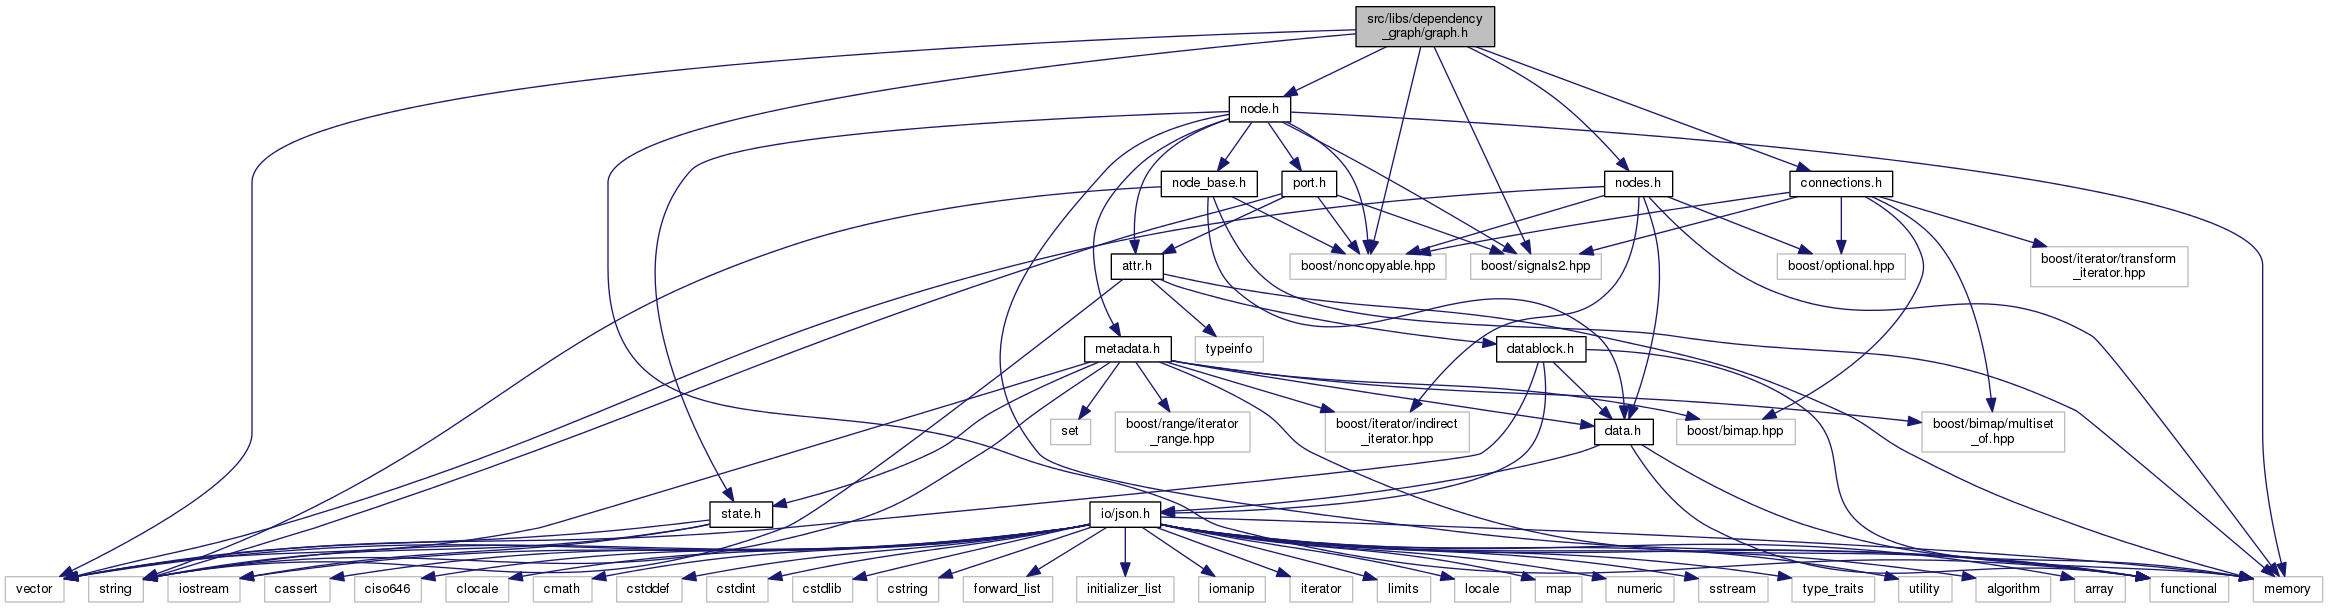 src/libs/dependency
_graph/graph.h
node.h
node_base.h
port.h
nodes.h
connections.h
attr.h
boost/noncopyable.hpp
boost/signals2.hpp
boost/optional.hpp
boost/iterator/transform
_iterator.hpp
metadata.h
typeinfo
datablock.h
set
boost/range/iterator
_range.hpp
boost/iterator/indirect
_iterator.hpp
data.h
boost/bimap.hpp
boost/bimap/multiset
_of.hpp
state.h
io/json.h
vector
string
iostream
cassert
ciso646
clocale
cmath
cstddef
cstdint
cstdlib
cstring
forward_list
initializer_list
iomanip
iterator
limits
locale
map
numeric
sstream
type_traits
utility
algorithm
array
functional
memory